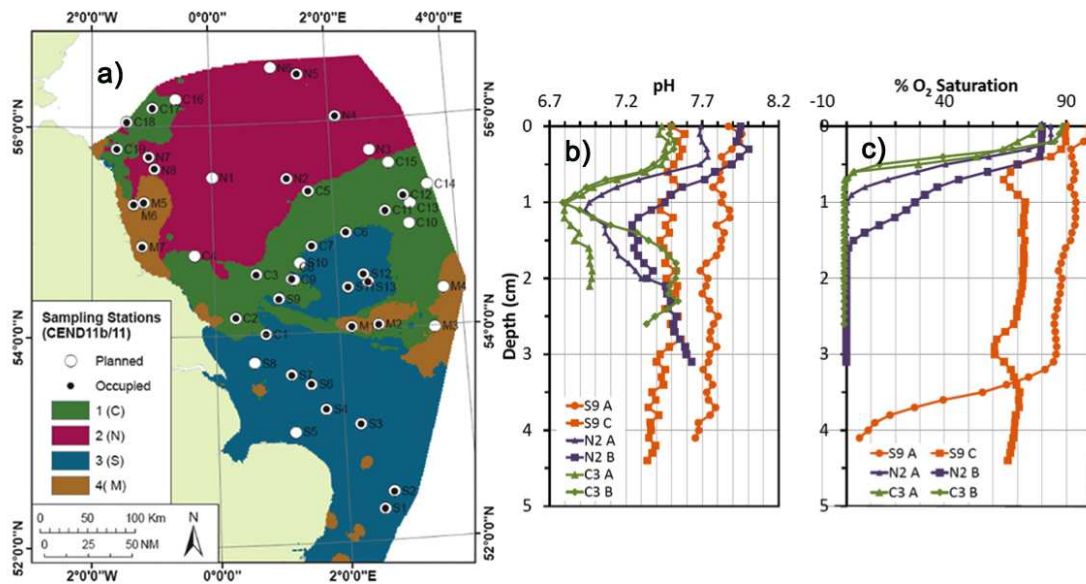 2°0'0"W 0°0'0" 2°0'0"E 4°0'0"E
a)
56°0'0"N
54°0'0"N
52°0'0"N
56°0'0"N
54°0'0"N
52°0'0"N
N5
C16
C17
N4
C18
C19
N7
N8
N3
C15
N1
N2
C5
C14
C12
C13
C11
C10
M5
M6
C6
C7
M7
C4
S10
C3
C9
S12
S13
M4
S9
C2
M1
M2
M3
C1
S8
S7
S6
S4
S3
S5
S2
S1
Sampling Stations
(CEND11b/11)
Planned
Occupied
1 (C)
2 (N)
3 (S)
4( M)
0 50 100 Km
0 25 50 NM
N
2°0'0"W 0°0'0" 2°0'0"E
pH
6.7 7.2 7.7 8.2
b)
Depth (cm)
0
1
2
3
4
5
S9 A
S9 C
N2 A
N2 B
C3 A
C3 B
% O2 Saturation
-10 40 90
c)
0
1
2
3
4
5
S9 A S9 C
N2 A N2 B
C3 A C3 B